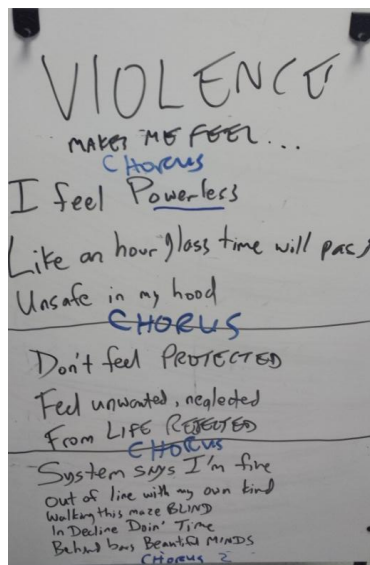 VIOLENCE
MAKES ME FEEL...
CHORUS
I feel Powerless
Like an hour glass time will pass
Unsafe in my hood
CHORUS
Don't feel PROTECTED
Feel unwanted, neglected
From LIFE REJECTED
CHORUS
System says I'm fine
out of line with my own kind
Walking this maze BLIND
In Decline Doin' Time
Behind bars Beautiful MINDS
Chorus 2